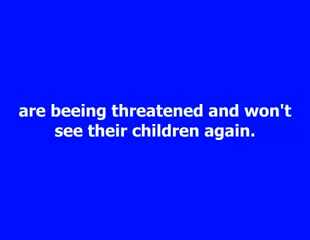 are beeing threatened and won't
see their children again.